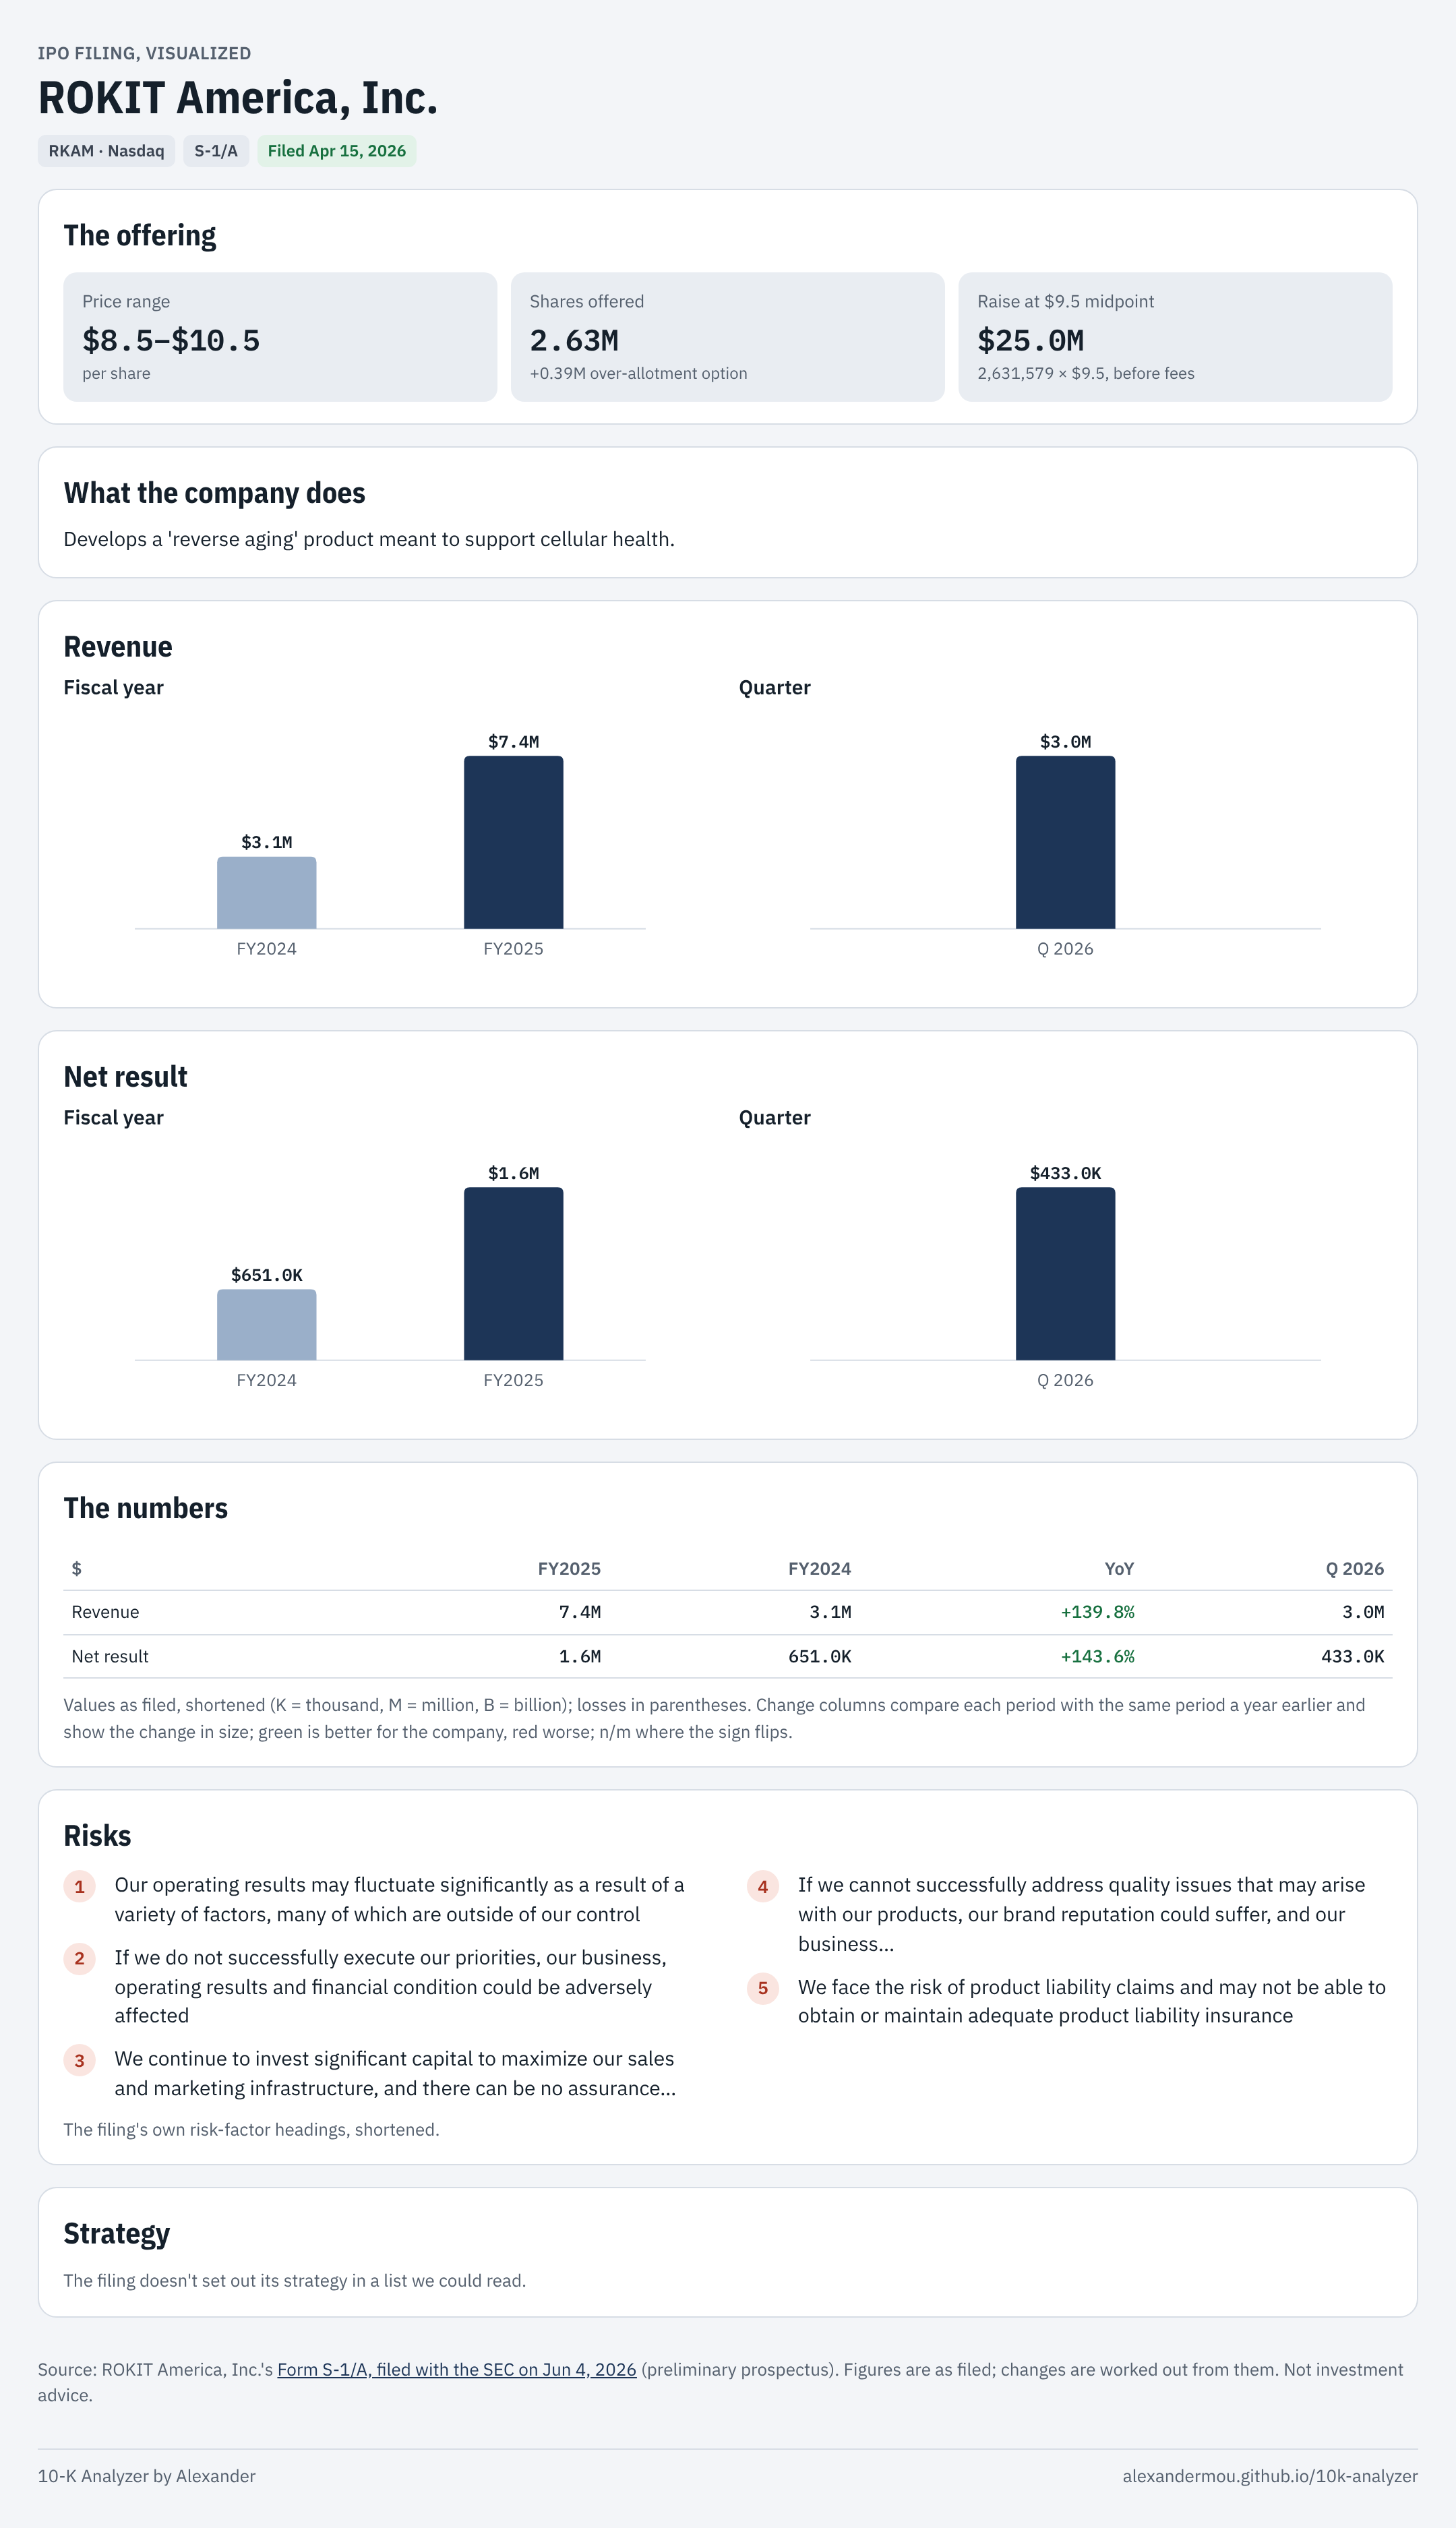 IPO FILING, VISUALIZED
ROKIT America, Inc.
RKAM · Nasdaq
S-1/A
Filed Apr 15, 2026
The offering
Price range
$8.5–$10.5
per share
Shares offered
2.63M
+0.39M over-allotment option
Raise at $9.5 midpoint
$25.0M
2,631,579 × $9.5, before fees
What the company does
Develops a 'reverse aging' product meant to support cellular health.
Revenue
Fiscal year
$3.1M
$7.4M
FY2024
FY2025
Quarter
$3.0M
Q 2026
Net result
Fiscal year
$651.0K
$1.6M
FY2024
FY2025
Quarter
$433.0K
Q 2026
The numbers
$ FY2025 FY2024 YoY Q 2026
Revenue 7.4M 3.1M +139.8% 3.0M
Net result 1.6M 651.0K +143.6% 433.0K
Values as filed, shortened (K = thousand, M = million, B = billion); losses in parentheses. Change columns compare each period with the same period a year earlier and
show the change in size; green is better for the company, red worse; n/m where the sign flips.
Risks
1 Our operating results may fluctuate significantly as a result of a
variety of factors, many of which are outside of our control
2 If we do not successfully execute our priorities, our business,
operating results and financial condition could be adversely
affected
3 We continue to invest significant capital to maximize our sales
and marketing infrastructure, and there can be no assurance...
4 If we cannot successfully address quality issues that may arise
with our products, our brand reputation could suffer, and our
business...
5 We face the risk of product liability claims and may not be able to
obtain or maintain adequate product liability insurance
The filing's own risk-factor headings, shortened.
Strategy
The filing doesn't set out its strategy in a list we could read.
Source: ROKIT America, Inc.'s Form S-1/A, filed with the SEC on Jun 4, 2026 (preliminary prospectus). Figures are as filed; changes are worked out from them. Not investment
advice.
10-K Analyzer by Alexander
alexandermou.github.io/10k-analyzer